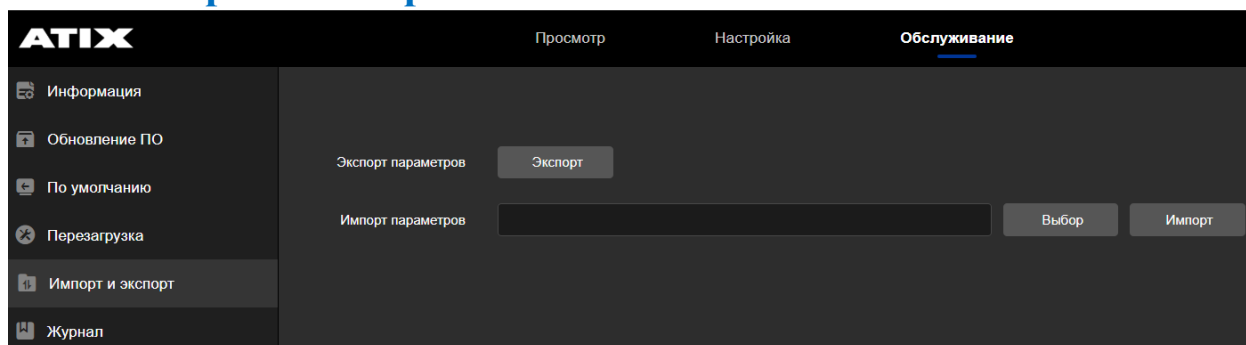 ATIX
Просмотр
Настройка
Обслуживание
Информация
Обновление ПО
По умолчанию
Перезагрузка
Импорт и экспорт
Журнал
Экспорт параметров
Экспорт
Импорт параметров
Выбор
Импорт